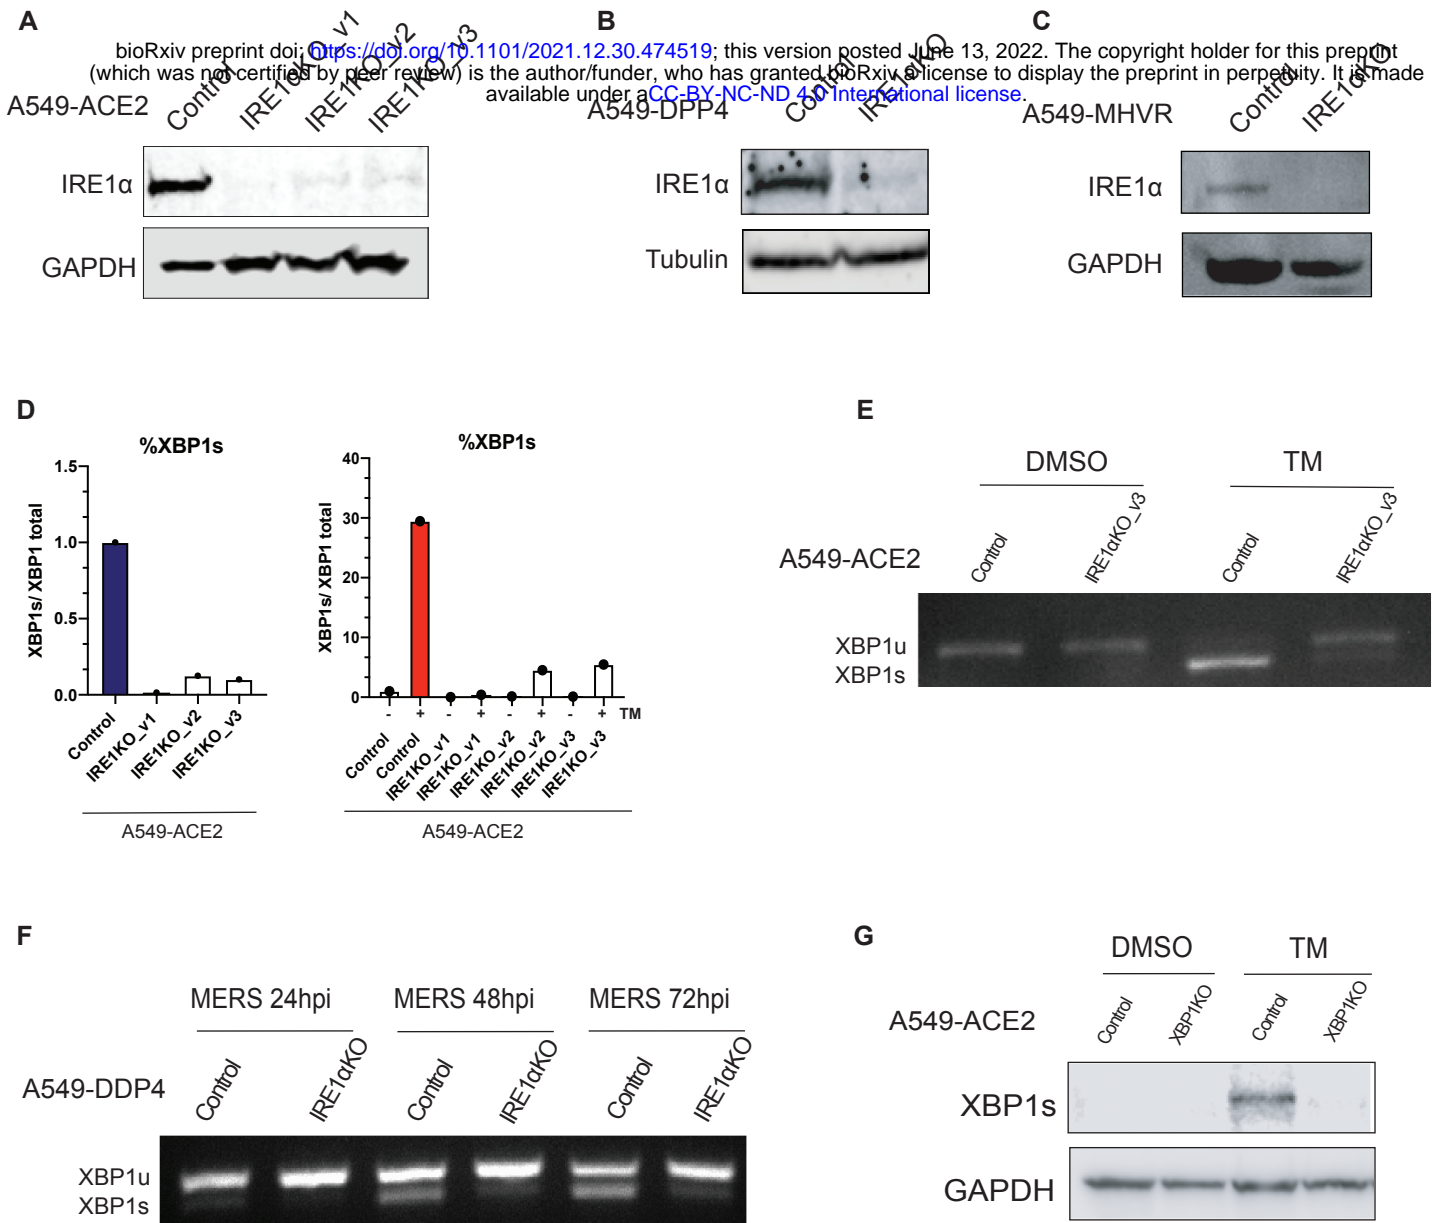 A
B
C
bioRxiv preprint doi: https://doi.org/10.1101/2021.12.30.474519; this version posted June 13, 2022. The copyright holder for this preprint
(which was not certified by peer review) is the author/funder, who has granted bioRxiv a license to display the preprint in perpetuity. It is made
available under aCC-BY-NC-ND 4.0 International license.
A549-ACE2
Control
IRE1αKO_v1
IRE1KO_v2
IRE1KO_v3
IRE1α
GAPDH
A549-DPP4
Control
IRE1αKO
IRE1α
Tubulin
A549-MHVR
Control
IRE1αKO
IRE1α
GAPDH
D
%XBP1s
XBP1s/ XBP1 total
1.5
1.0
0.5
0.0
Control
IRE1KO_v1
IRE1KO_v2
IRE1KO_v3
A549-ACE2
%XBP1s
XBP1s/ XBP1 total
40
30
20
10
0
- + - + - + - + TM
Control
Control
IRE1KO_v1
IRE1KO_v1
IRE1KO_v2
IRE1KO_v2
IRE1KO_v3
IRE1KO_v3
A549-ACE2
E
DMSO
TM
A549-ACE2
Control
IRE1αKO_v3
Control
IRE1αKO_v3
XBP1u
XBP1s
F
MERS 24hpi
MERS 48hpi
MERS 72hpi
A549-DDP4
Control
IRE1αKO
Control
IRE1αKO
Control
IRE1αKO
XBP1u
XBP1s
G
DMSO
TM
A549-ACE2
Control
XBP1KO
Control
XBP1KO
XBP1s
GAPDH